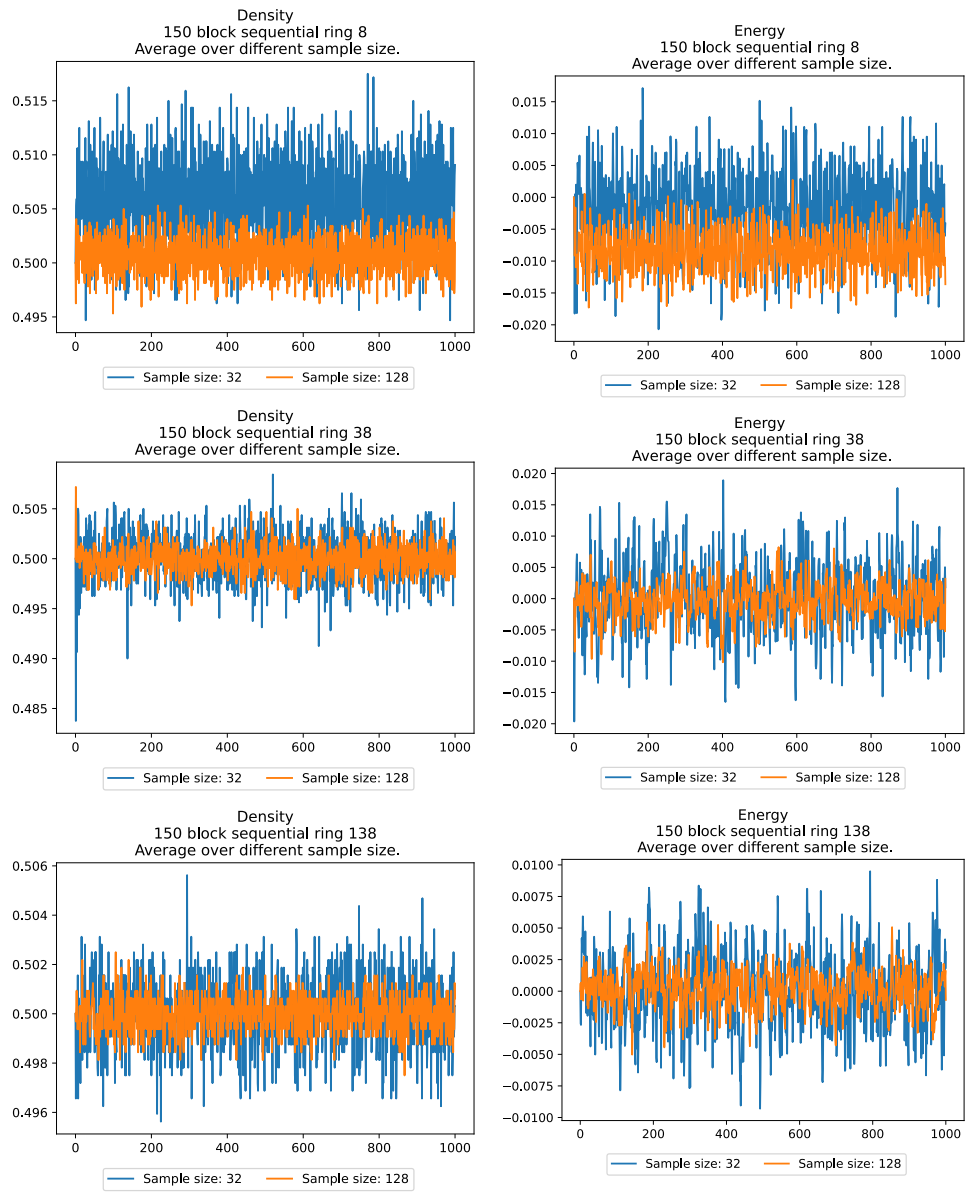 Density
150 block sequential ring 8
Average over different sample size.
0.515
0.510
0.505
0.500
0.495
0 200 400 600 800 1000
Sample size: 32 Sample size: 128
Energy
150 block sequential ring 8
Average over different sample size.
0.015
0.010
0.005
0.000
−0.005
−0.010
−0.015
−0.020
0 200 400 600 800 1000
Sample size: 32 Sample size: 128
Density
150 block sequential ring 38
Average over different sample size.
0.505
0.500
0.495
0.490
0.485
0 200 400 600 800 1000
Sample size: 32 Sample size: 128
Energy
150 block sequential ring 38
Average over different sample size.
0.020
0.015
0.010
0.005
0.000
−0.005
−0.010
−0.015
−0.020
0 200 400 600 800 1000
Sample size: 32 Sample size: 128
Density
150 block sequential ring 138
Average over different sample size.
0.506
0.504
0.502
0.500
0.498
0.496
0 200 400 600 800 1000
Sample size: 32 Sample size: 128
Energy
150 block sequential ring 138
Average over different sample size.
0.0100
0.0075
0.0050
0.0025
0.0000
−0.0025
−0.0050
−0.0075
−0.0100
0 200 400 600 800 1000
Sample size: 32 Sample size: 128